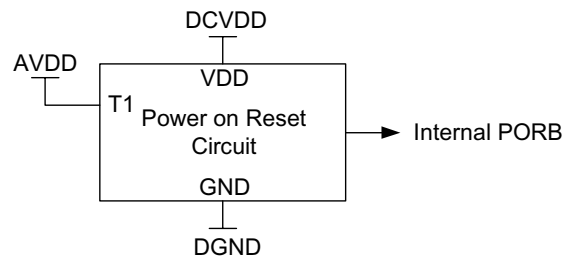 DCVDD
AVDD
VDD
T1
Power on Reset
Circuit
Internal PORB
GND
DGND